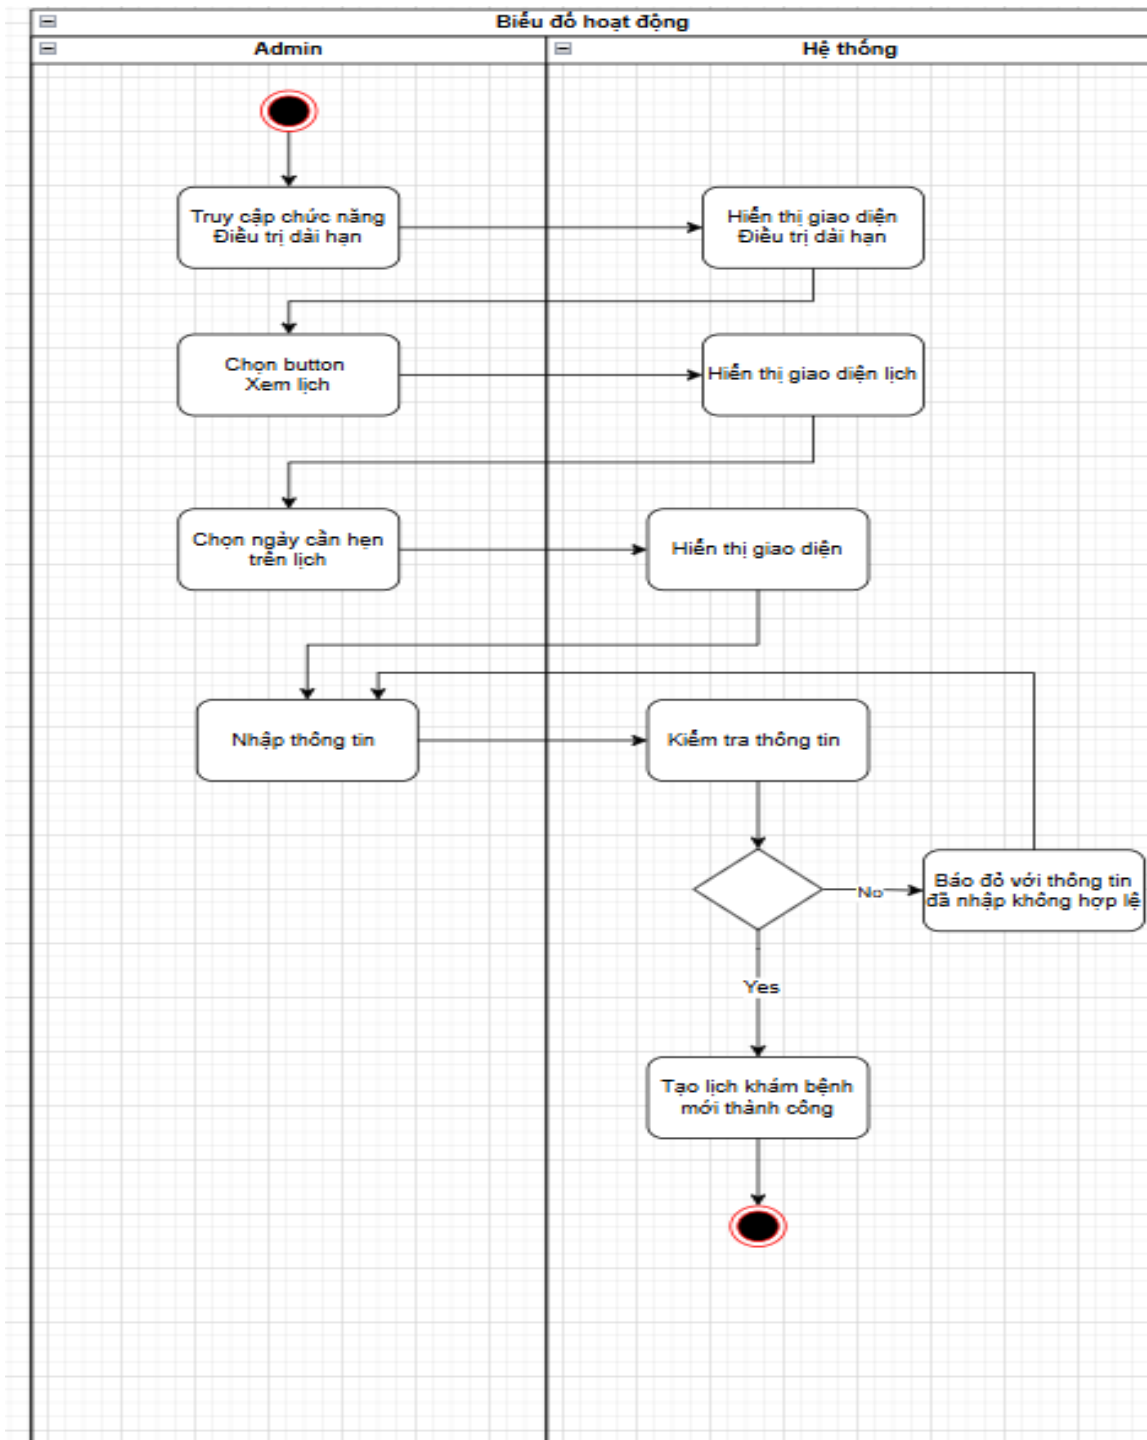 Biểu đồ hoạt động
Admin
Hệ thống
Truy cập chức năng
Điều trị dài hạn
Hiển thị giao diện
Điều trị dài hạn
Chọn button
Xem lịch
Hiển thị giao diện lịch
Chọn ngày cần hẹn
trên lịch
Hiển thị giao diện
Nhập thông tin
Kiểm tra thông tin
No
Báo đỏ với thông tin
đã nhập không hợp lệ
Yes
Tạo lịch khám bệnh
mới thành công